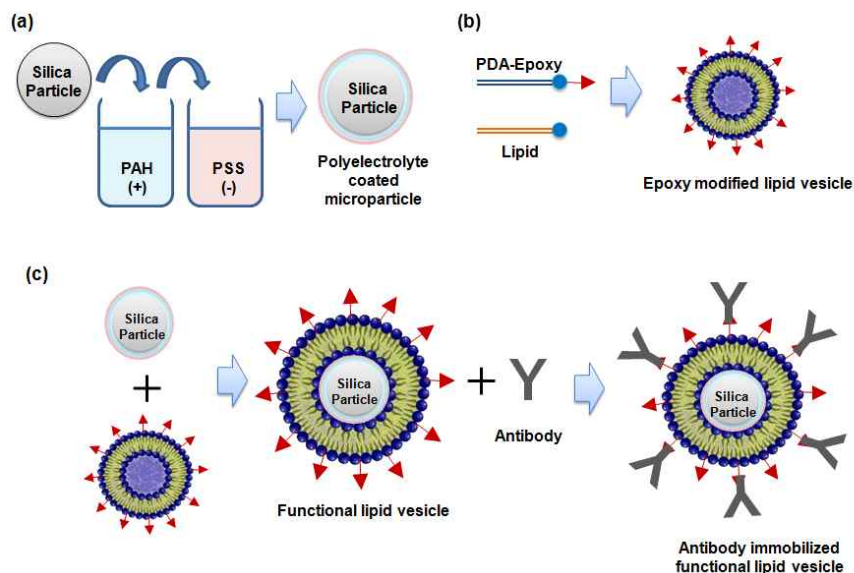 (a)
Silica
Particle
PAH
(+)
PSS
(-)
Silica
Particle
Polyelectrolyte
coated
microparticle
(b)
PDA-Epoxy
Lipid
Epoxy modified lipid vesicle
(c)
Silica
Particle
+
Silica
Particle
Functional lipid vesicle
+
Antibody
Silica
Particle
Antibody immobilized
functional lipid vesicle